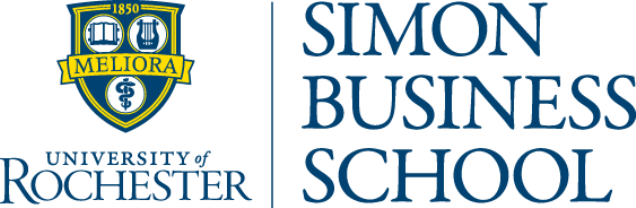 1850
MELIORA
UNIVERSITY of
ROCHESTER
SIMON
BUSINESS
SCHOOL